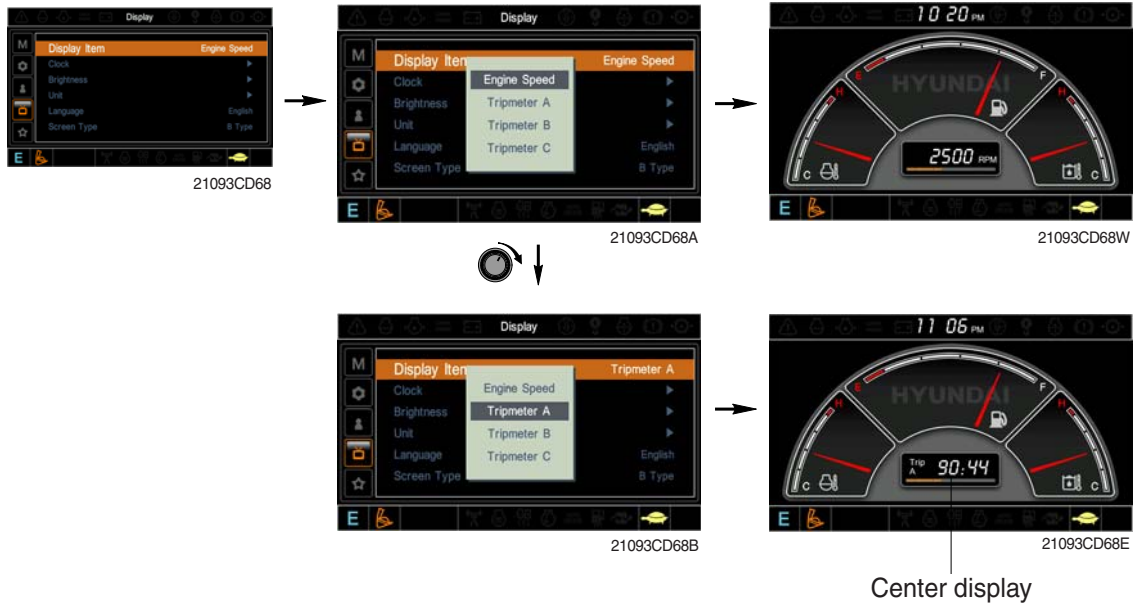 Display
M
Display Item Engine Speed
Clock
Brightness
Unit
Language English
Screen Type B Type
E
21093CD68
Display
M
Display Item Engine Speed
Clock
Brightness
Unit
Language English
Screen Type B Type
Engine Speed
Tripmeter A
Tripmeter B
Tripmeter C
E
21093CD68A
10 20 PM
HYUNDAI
E F
H H
C C
2500 RPM
E
21093CD68W
Display
M
Display Item Tripmeter A
Clock
Brightness
Unit
Language English
Screen Type B Type
Engine Speed
Tripmeter A
Tripmeter B
Tripmeter C
E
21093CD68B
11 06 PM
HYUNDAI
E F
H H
C C
Trip A 90:44
E
21093CD68E
Center display